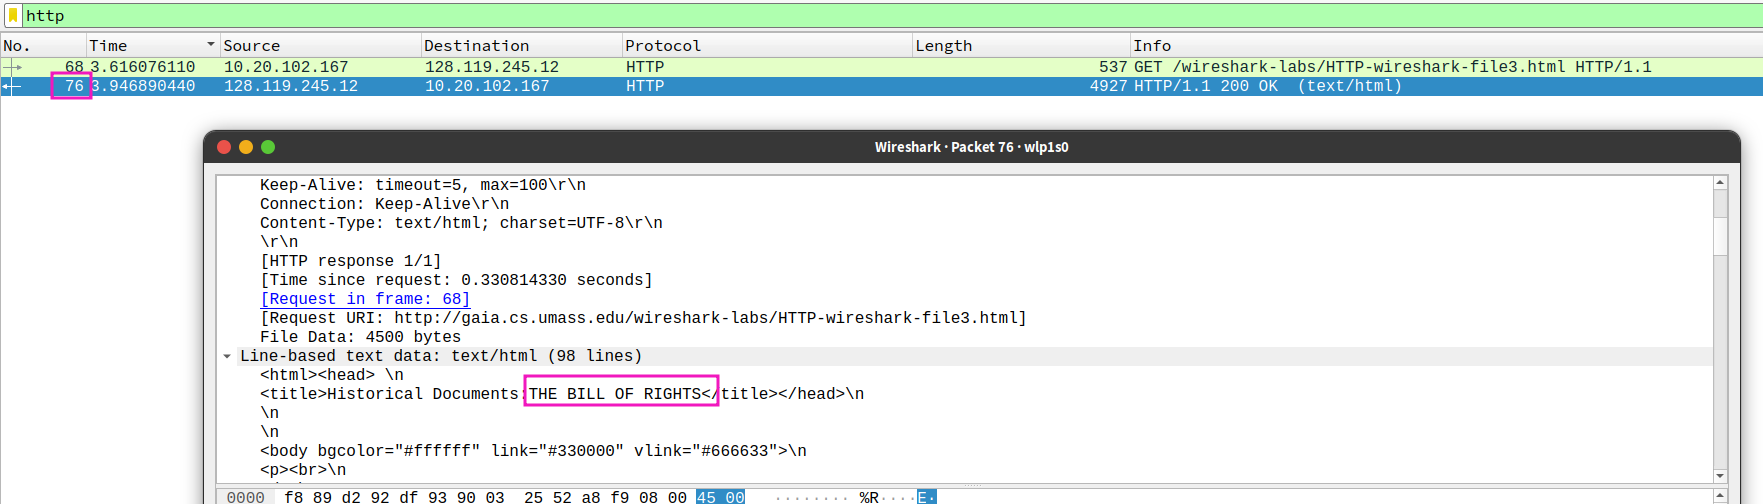 http
No. Time Source Destination Protocol Length Info
68 3.616076110 10.20.102.167 128.119.245.12 HTTP 537 GET /wireshark-labs/HTTP-wireshark-file3.html HTTP/1.1
76 3.946890440 128.119.245.12 10.20.102.167 HTTP 4927 HTTP/1.1 200 OK  (text/html)
Wireshark · Packet 76 · wlp1s0
Keep-Alive: timeout=5, max=100\r\n
Connection: Keep-Alive\r\n
Content-Type: text/html; charset=UTF-8\r\n
\r\n
[HTTP response 1/1]
[Time since request: 0.330814330 seconds]
[Request in frame: 68]
[Request URI: http://gaia.cs.umass.edu/wireshark-labs/HTTP-wireshark-file3.html]
File Data: 4500 bytes
Line-based text data: text/html (98 lines)
<html><head> \n
<title>Historical Documents:THE BILL OF RIGHTS</title></head>\n
\n
\n
<body bgcolor="#ffffff" link="#330000" vlink="#666633">\n
<p><br>\n
0000 f8 89 d2 92 df 93 90 03 25 52 a8 f9 08 00 45 00 ········ %R····E·